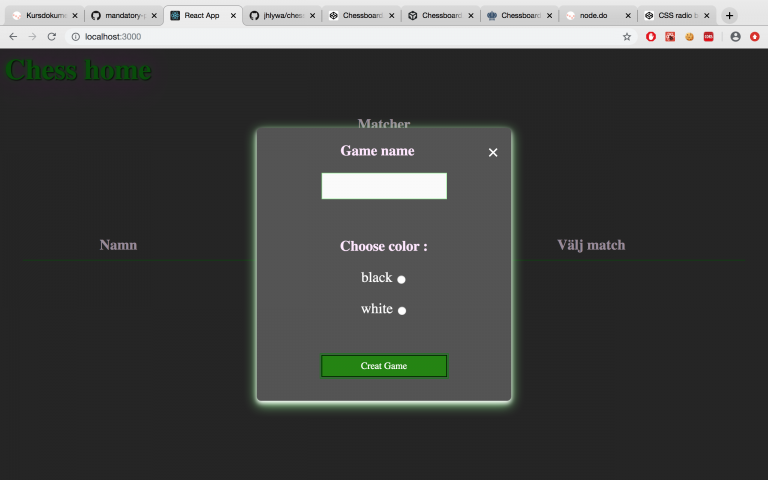 Kursdokume
mandatory-p
React App
jhlywa/ches
Chessboard
Chessboard
Chessboard
node.do
CSS radio b
localhost:3000
Chess home
Matcher
Game name
Namn
Välj match
Choose color :
black
white
Creat Game